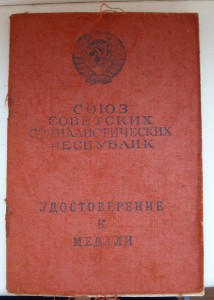 СОЮЗ
СОВЕТСКИХ
СОЦИАЛИСТИЧЕСКИХ
РЕСПУБЛИК
УДОСТОВЕРЕНИЕ
К
МЕДАЛИ